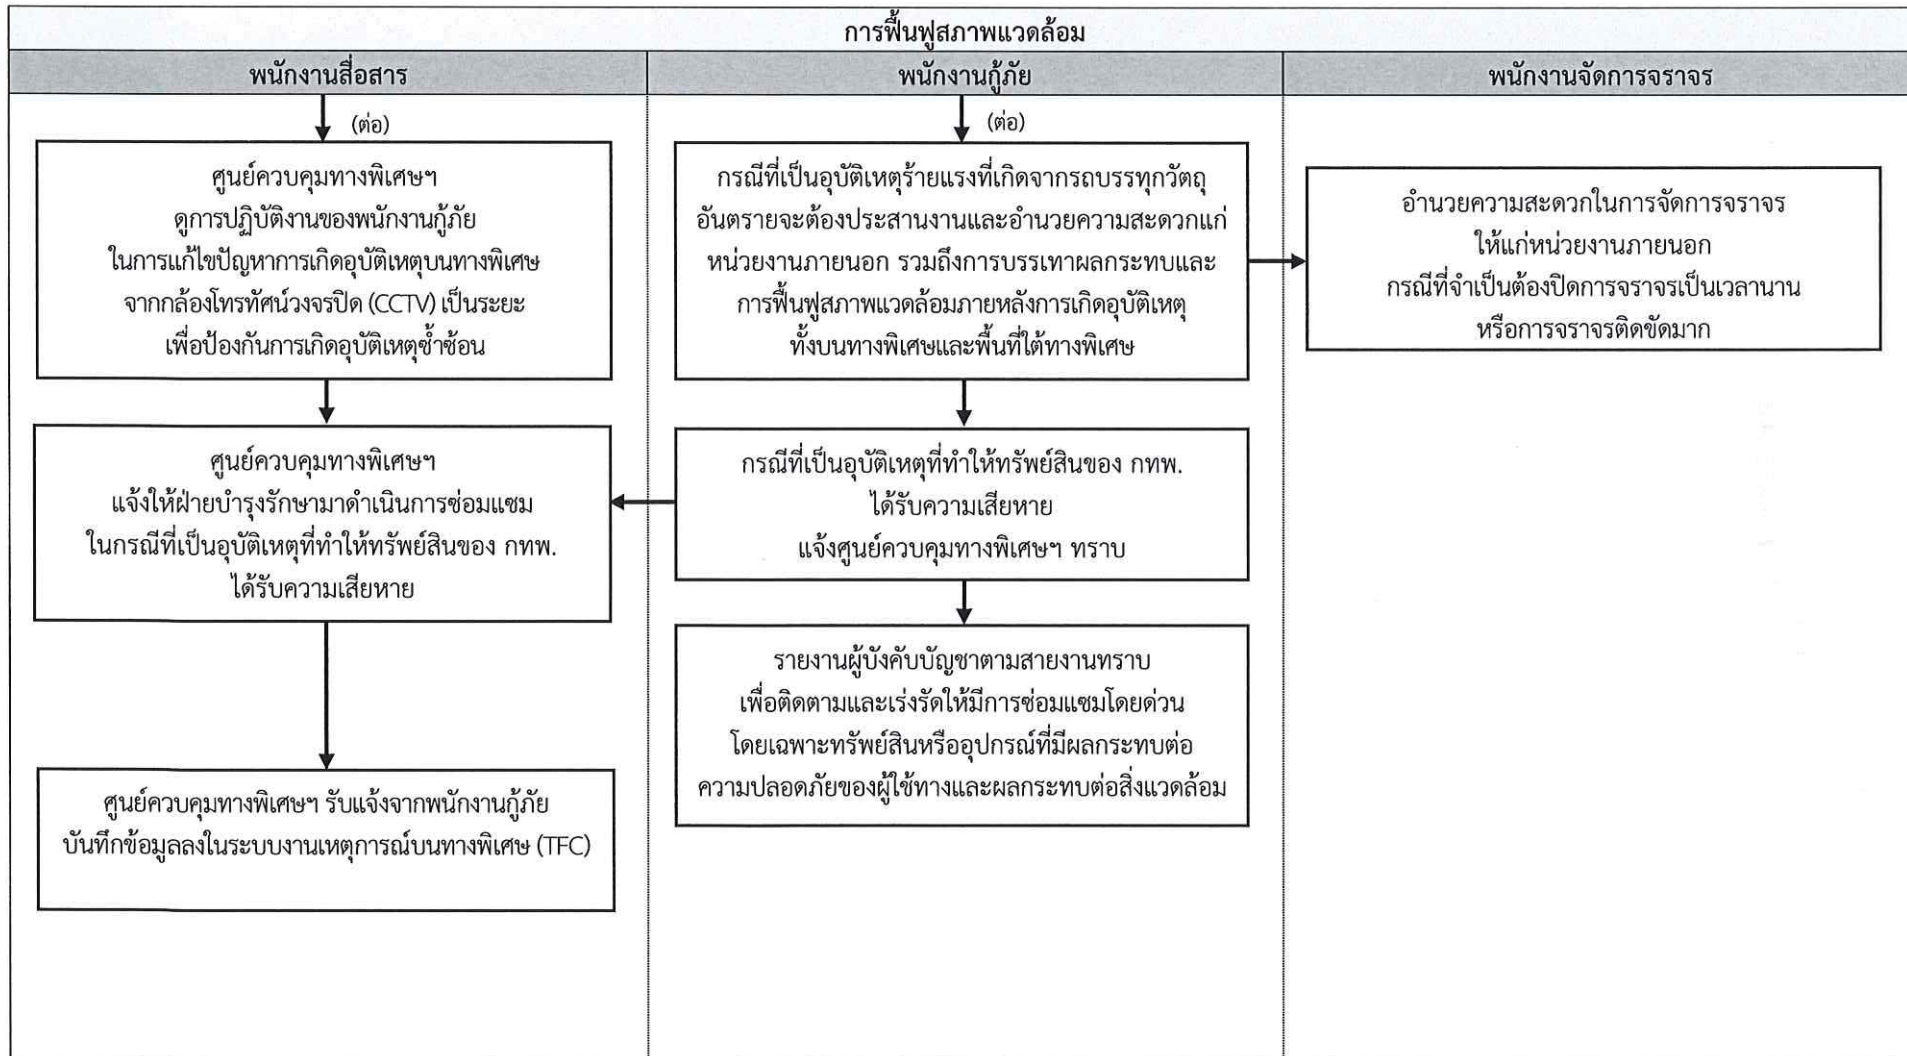 การฟื้นฟูสภาพแวดล้อม
พนักงานสื่อสาร
พนักงานกู้ภัย
พนักงานจัดการจราจร
(ต่อ)
ศูนย์ควบคุมทางพิเศษฯ
ดูการปฏิบัติงานของพนักงานกู้ภัย
ในการแก้ไขปัญหาการเกิดอุบัติเหตุบนทางพิเศษ
จากกล้องโทรทัศน์วงจรปิด (CCTV) เป็นระยะ
เพื่อป้องกันการเกิดอุบัติเหตุซ้ำซ้อน
ศูนย์ควบคุมทางพิเศษฯ
แจ้งให้ฝ่ายบำรุงรักษามาดำเนินการซ่อมแซม
ในกรณีที่เป็นอุบัติเหตุที่ทำให้ทรัพย์สินของ กทพ.
ได้รับความเสียหาย
ศูนย์ควบคุมทางพิเศษฯ รับแจ้งจากพนักงานกู้ภัย
บันทึกข้อมูลลงในระบบงานเหตุการณ์บนทางพิเศษ (TFC)
(ต่อ)
กรณีที่เป็นอุบัติเหตุร้ายแรงที่เกิดจากรถบรรทุกวัตถุ
อันตรายจะต้องประสานงานและอำนวยความสะดวกแก่
หน่วยงานภายนอก รวมถึงการบรรเทาผลกระทบและ
การฟื้นฟูสภาพแวดล้อมภายหลังการเกิดอุบัติเหตุ
ทั้งบนทางพิเศษและพื้นที่ใต้ทางพิเศษ
กรณีที่เป็นอุบัติเหตุที่ทำให้ทรัพย์สินของ กทพ.
ได้รับความเสียหาย
แจ้งศูนย์ควบคุมทางพิเศษฯ ทราบ
รายงานผู้บังคับบัญชาตามสายงานทราบ
เพื่อติดตามและเร่งรัดให้มีการซ่อมแซมโดยด่วน
โดยเฉพาะทรัพย์สินหรืออุปกรณ์ที่มีผลกระทบต่อ
ความปลอดภัยของผู้ใช้ทางและผลกระทบต่อสิ่งแวดล้อม
อำนวยความสะดวกในการจัดการจราจร
ให้แก่หน่วยงานภายนอก
กรณีที่จำเป็นต้องปิดการจราจรเป็นเวลานาน
หรือการจราจรติดขัดมาก